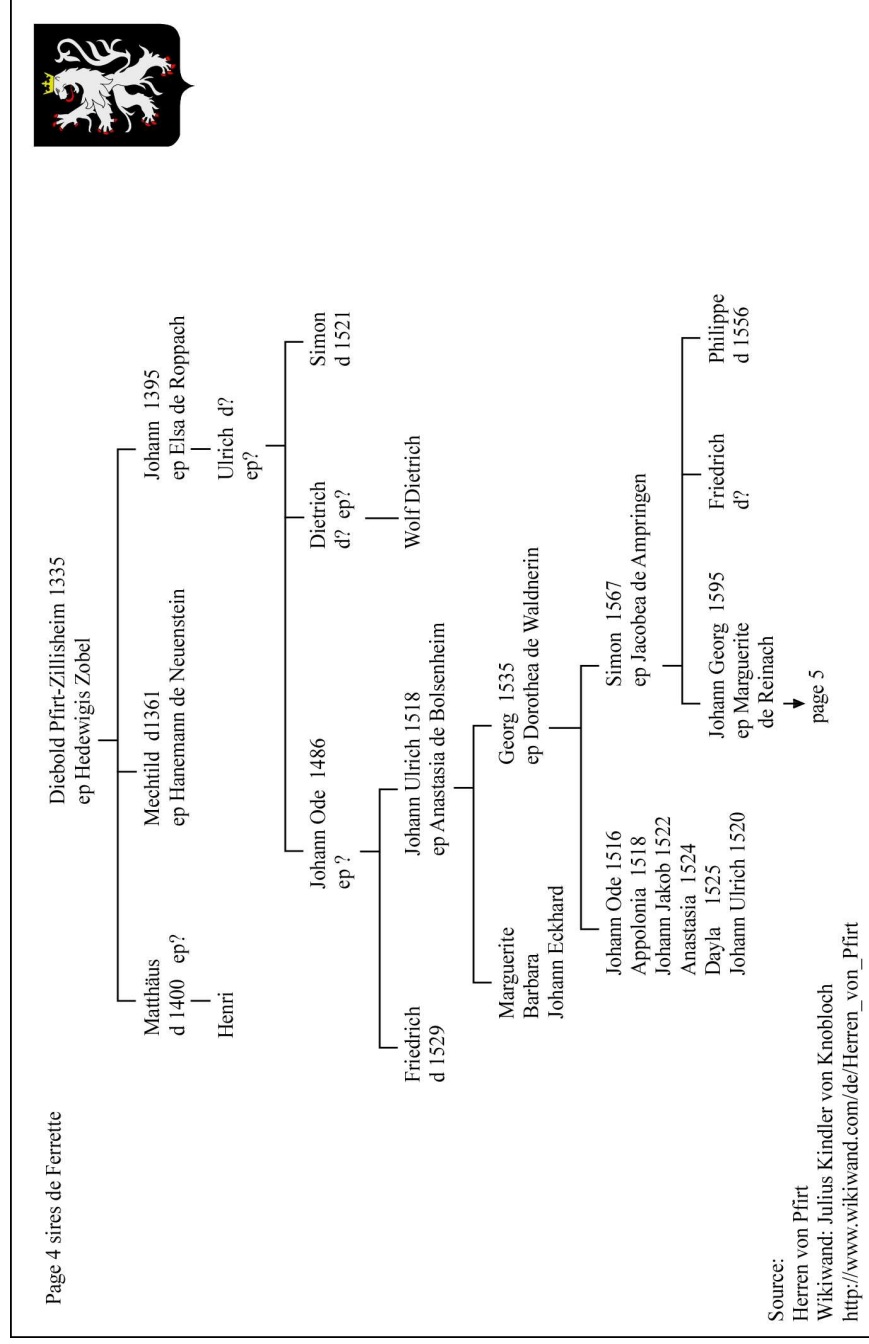 Page 4 sires de Ferrette
Diebold Pfirt-Zillisheim 1335
ep Hedewigis Zobel
Matthäus
d 1400 ep?
Henri
Mechtild d1361
ep Hanemann de Neuenstein
Johann 1395
ep Elsa de Roppach
Ulrich d?
ep?
Johann Ode 1486
ep ?
Dietrich
d? ep?
Wolf Dietrich
Simon
d 1521
Friedrich
d 1529
Johann Ulrich 1518
ep Anastasia de Bolsenheim
Marguerite
Barbara
Johann Eckhard
Georg 1535
ep Dorothea de Waldnerin
Johann Ode 1516
Appolonia 1518
Johann Jakob 1522
Anastasia 1524
Dayla 1525
Johann Ulrich 1520
Simon 1567
ep Jacobea de Ampringen
Johann Georg 1595
ep Marguerite
de Reinach
page 5
Friedrich
d?
Philippe
d 1556
Source:
Herren von Pfirt
Wikiwand: Julius Kindler von Knobloch
http://www.wikiwand.com/de/Herren_von_Pfirt